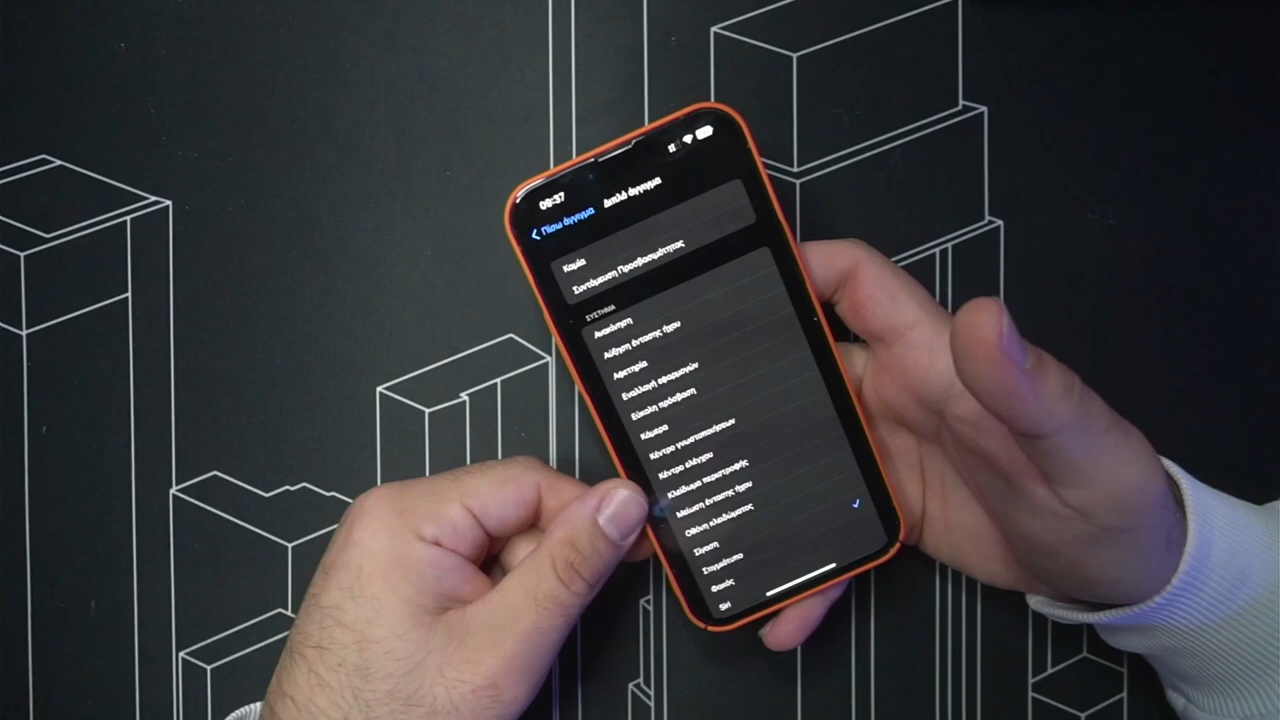 09:37
Πίσω άγγιγμα
Διπλό άγγιγμα
Καμία
Συντόμευση Προσβασιμότητας
ΣΥΣΤΗΜΑ
Ανακίνηση
Αύξηση έντασης ήχου
Αφετηρία
Εναλλαγή εφαρμογών
Εύκολη πρόσβαση
Κάμερα
Κέντρο γνωστοποιήσεων
Κέντρο ελέγχου
Κλείδωμα περιστροφής
Μείωση έντασης ήχου
Οθόνη κλειδώματος
Σίγαση
Στιγμιότυπο
Φακός
Siri